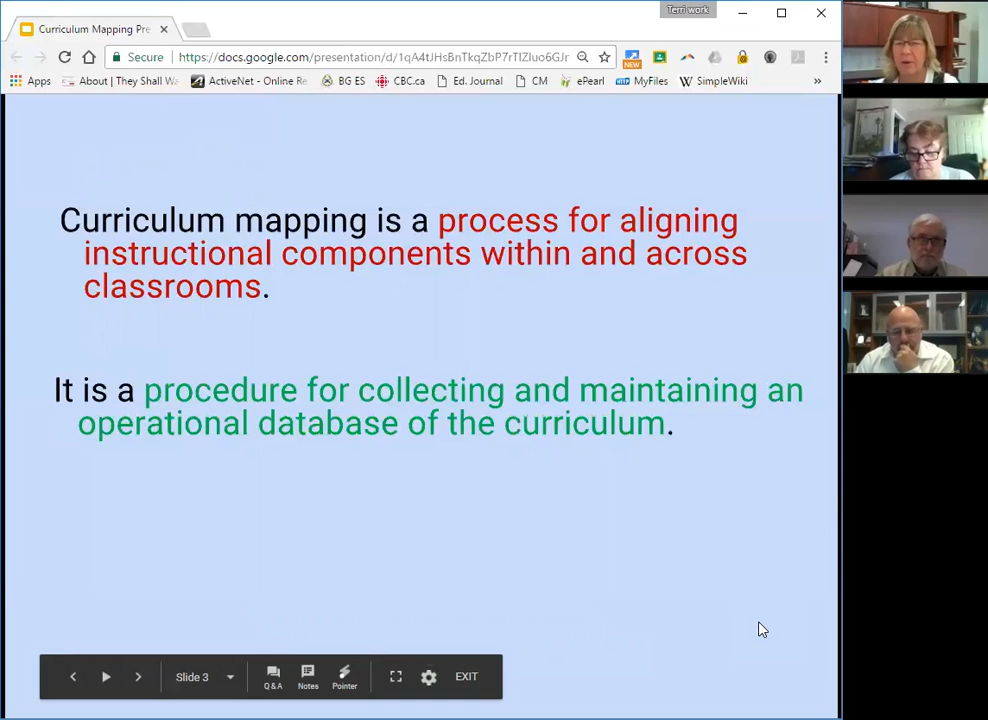 Terri work
Curriculum Mapping Pre
Secure
https://docs.google.com/presentation/d/1qA4tJHsBnTkqZbP7rTIZluo6GJr
Apps
About | They Shall Wa
ActiveNet - Online Re
BG ES
CBC.ca
Ed. Journal
CM
ePearl
MyFiles
SimpleWiki
»
NEW
Curriculum mapping is a process for aligning
instructional components within and across
classrooms.
It is a procedure for collecting and maintaining an
operational database of the curriculum.
Slide 3
Q&A
Notes
Pointer
EXIT